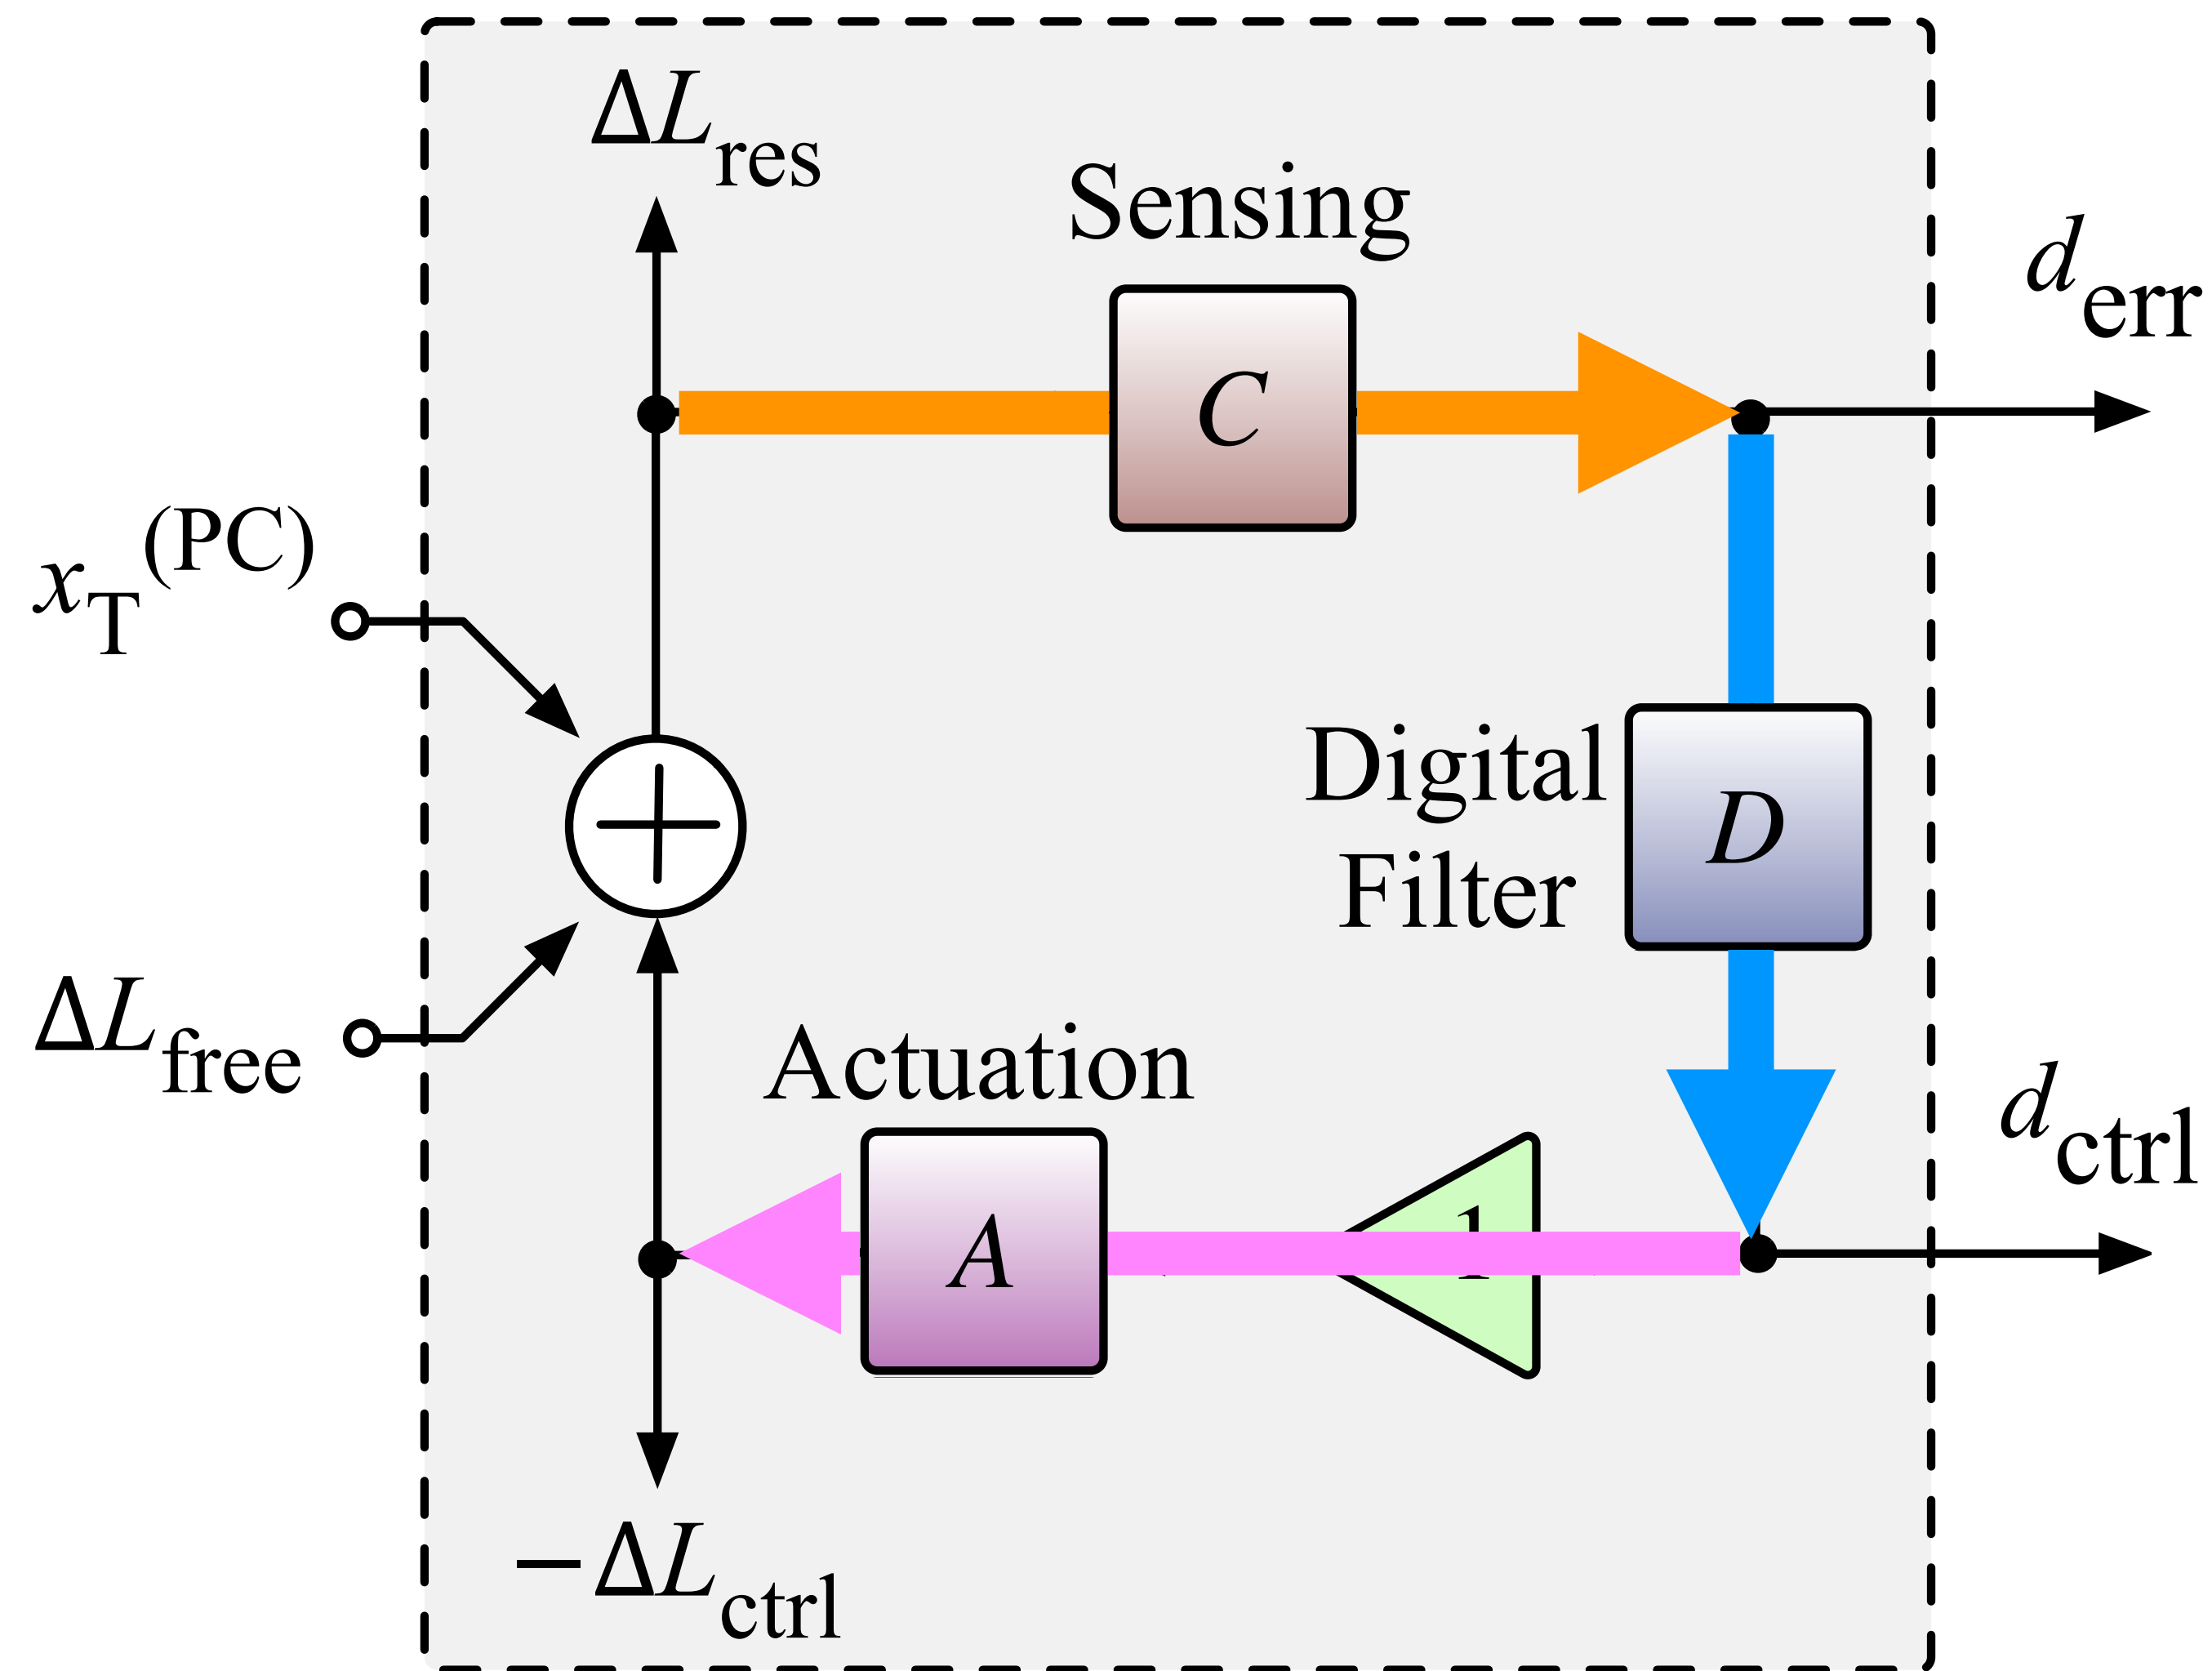 ΔL_res
Sensing
d_err
C
x_T^(PC)
Digital
Filter
D
ΔL_free
Actuation
d_ctrl
A
−ΔL_ctrl